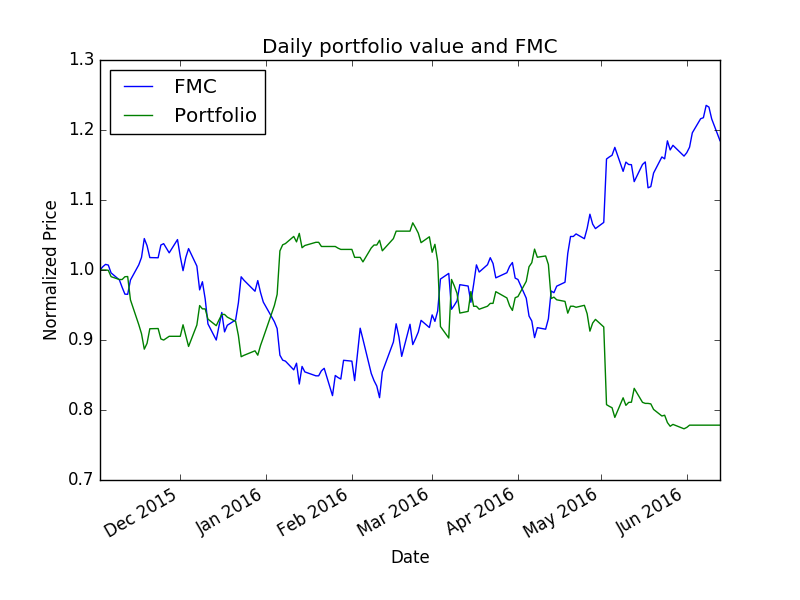 Daily portfolio value and FMC
1.3
1.2
1.1
1.0
0.9
0.8
0.7
Normalized Price
FMC
Portfolio
Dec 2015
Jan 2016
Feb 2016
Mar 2016
Apr 2016
May 2016
Jun 2016
Date